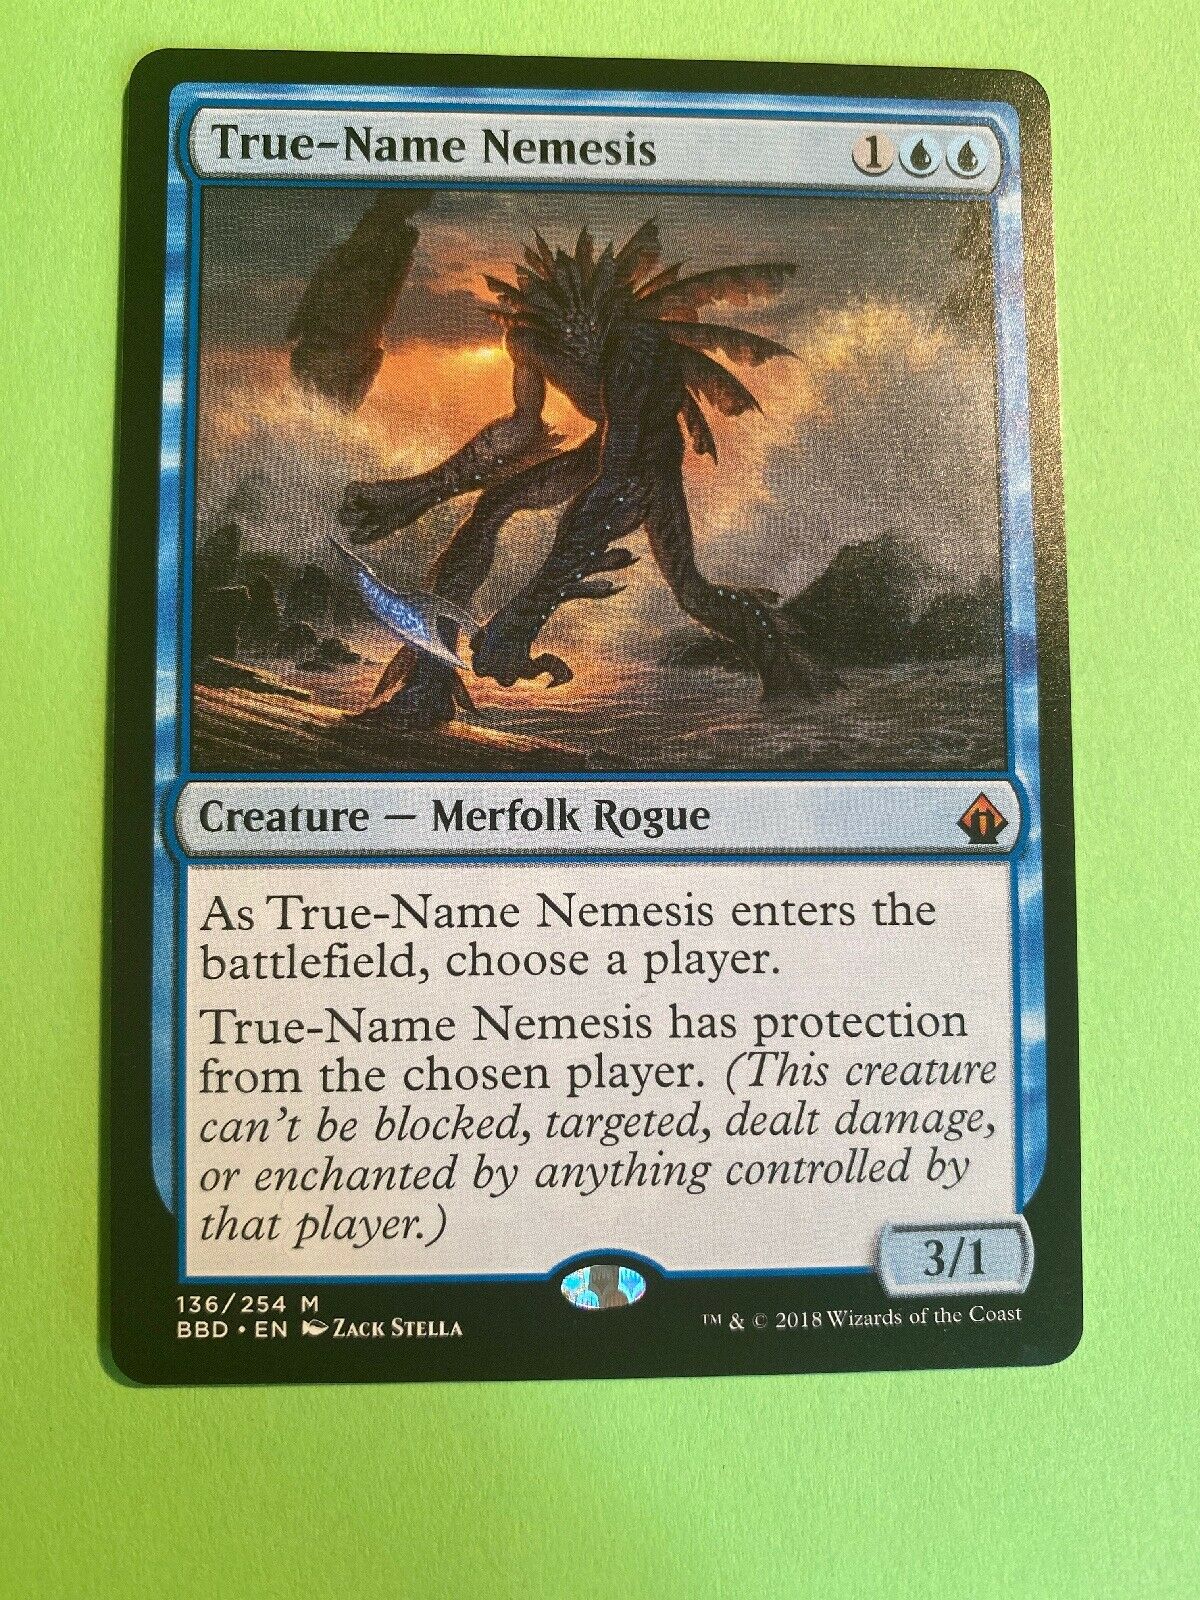 True-Name Nemesis 1
Creature — Merfolk Rogue
As True-Name Nemesis enters the
battlefield, choose a player.
True-Name Nemesis has protection
from the chosen player. (This creature
can't be blocked, targeted, dealt damage,
or enchanted by anything controlled by
that player.)
3/1
136/254 M
BBD • EN Zack Stella
™ & © 2018 Wizards of the Coast